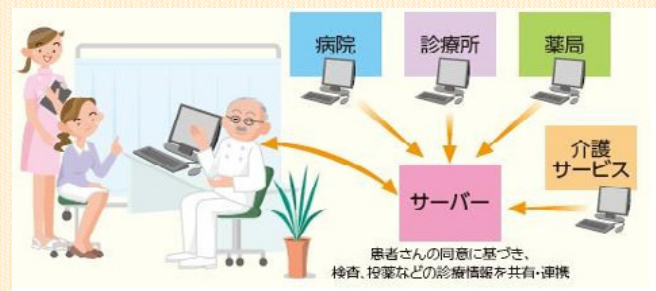 病院
診療所
薬局
介護
サービス
サーバー
患者さんの同意に基づき、
検査、投薬などの診療情報を共有・連携